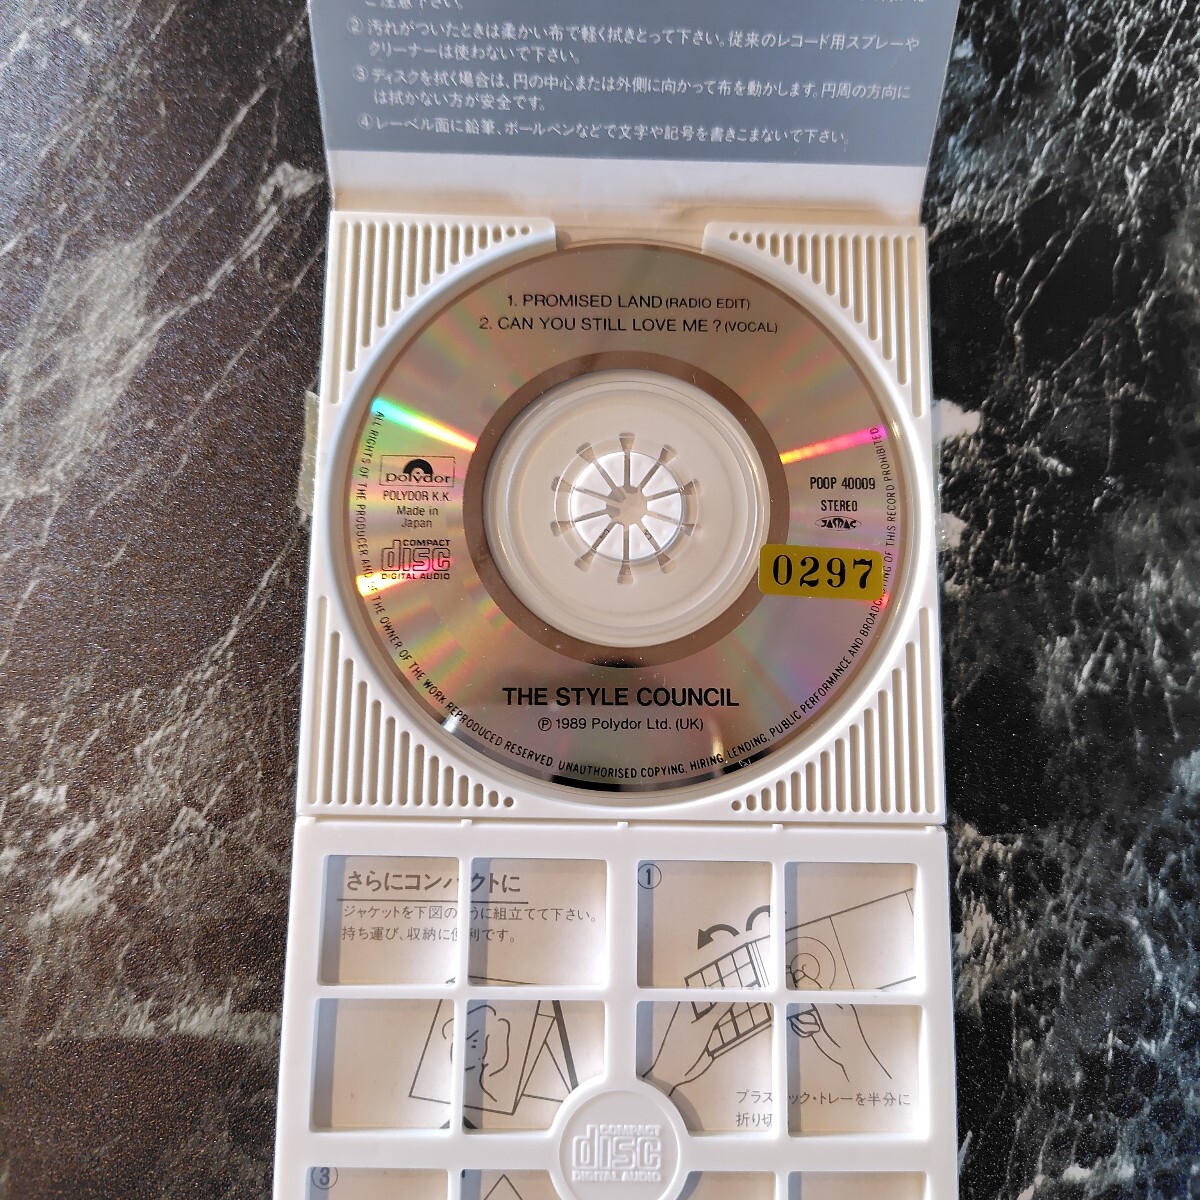 ご注意下さい。
②汚れがついたときは柔かい布で軽く拭きとって下さい。従来のレコード用スプレーや
クリーナーは使わないで下さい。
③ディスクを拭く場合は、円の中心または外側に向かって布を動かします。円周の方向に
は拭かない方が安全です。
④レーベル面に鉛筆、ボールペンなどで文字や記号を書きこまないで下さい。
1. PROMISED LAND (RADIO EDIT)
2. CAN YOU STILL LOVE ME ? (VOCAL)
polydor
POLYDOR K.K.
Made in
Japan
COMPACT
disc
DIGITAL AUDIO
POOP 40009
STEREO
JASRAC
0297
THE STYLE COUNCIL
Ⓟ 1989 Polydor Ltd. (UK)
ALL RIGHTS OF THE PRODUCER AND OF THE OWNER OF THE WORK REPRODUCED RESERVED. UNAUTHORISED COPYING, HIRING, LENDING, PUBLIC PERFORMANCE AND BROADCASTING OF THIS RECORD PROHIBITED
さらにコンパクトに
ジャケットを下図のように組立てて下さい。
持ち運び、収納に便利です。
①
プラスチック・トレーを半分に
折り切
COMPACT
disc
DIGITAL AUDIO
③